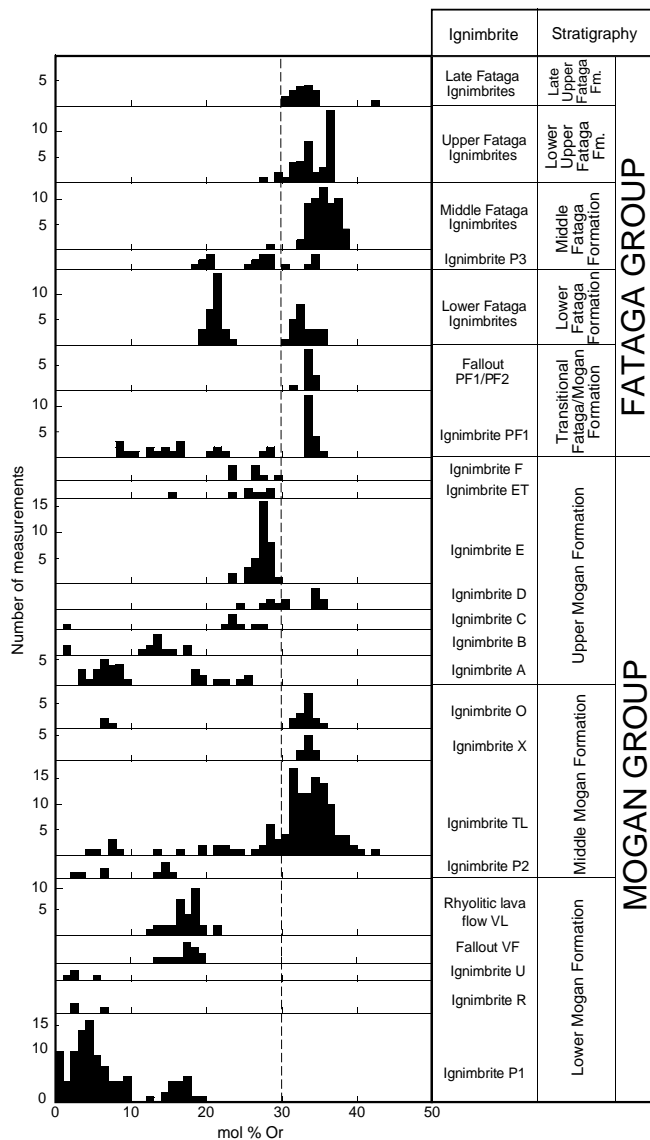 Ignimbrite
Stratigraphy
5
Late Fataga
Ignimbrites
Late
Upper
Fataga
Fm.
10
5
Upper Fataga
Ignimbrites
Lower
Upper
Fataga
Fm.
10
5
Middle Fataga
Ignimbrites
Ignimbrite P3
Middle
Fataga
Formation
10
5
Lower Fataga
Ignimbrites
Lower
Fataga
Formation
5
Fallout
PF1/PF2
10
5
Ignimbrite PF1
Transitional
Fataga/Mogan
Formation
FATAGA GROUP
Ignimbrite F
Ignimbrite ET
15
10
5
Ignimbrite E
Ignimbrite D
Ignimbrite C
Ignimbrite B
5
Ignimbrite A
Upper Mogan Formation
5
Ignimbrite O
5
Ignimbrite X
15
10
5
Ignimbrite TL
Ignimbrite P2
Middle Mogan Formation
10
5
Rhyolitic lava
flow VL
Fallout VF
Ignimbrite U
Ignimbrite R
15
10
0
Ignimbrite P1
Lower Mogan Formation
MOGAN GROUP
Number of measurements
0 10 20 30 40 50
mol % Or